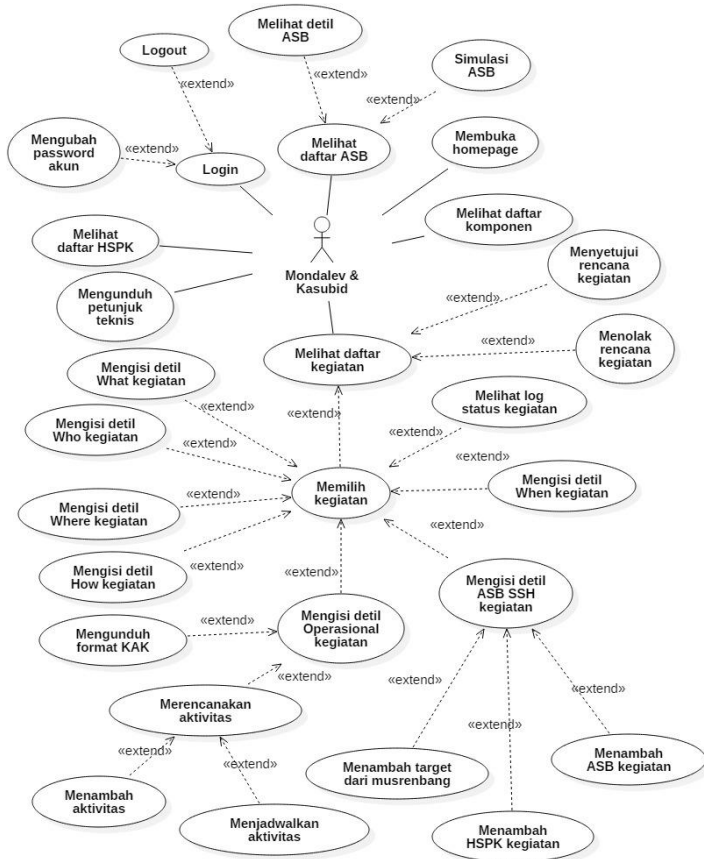 Melihat detil
ASB
Logout
«extend»
«extend»
Simulasi
ASB
«extend»
Mengubah
password
akun
«extend»
Login
Melihat
daftar ASB
Membuka
homepage
Melihat
daftar HSPK
Melihat daftar
komponen
Mengunduh
petunjuk
teknis
Mondalev &
Kasubid
Menyetujui
rencana
kegiatan
«extend»
«extend»
Melihat daftar
kegiatan
Menolak
rencana
kegiatan
Mengisi detil
What kegiatan
«extend»
Melihat log
status kegiatan
Mengisi detil
Who kegiatan
«extend»
«extend»
«extend»
Memilih
kegiatan
Mengisi detil
When kegiatan
Mengisi detil
Where kegiatan
«extend»
«extend»
Mengisi detil
How kegiatan
«extend»
«extend»
Mengisi detil
ASB SSH
kegiatan
Mengunduh
format KAK
«extend»
Mengisi detil
Operasional
kegiatan
«extend»
Merencanakan
aktivitas
«extend»
«extend»
«extend»
«extend»
«extend»
Menambah
aktivitas
Menjadwalkan
aktivitas
Menambah target
dari musrenbang
Menambah
ASB kegiatan
Menambah
HSPK kegiatan